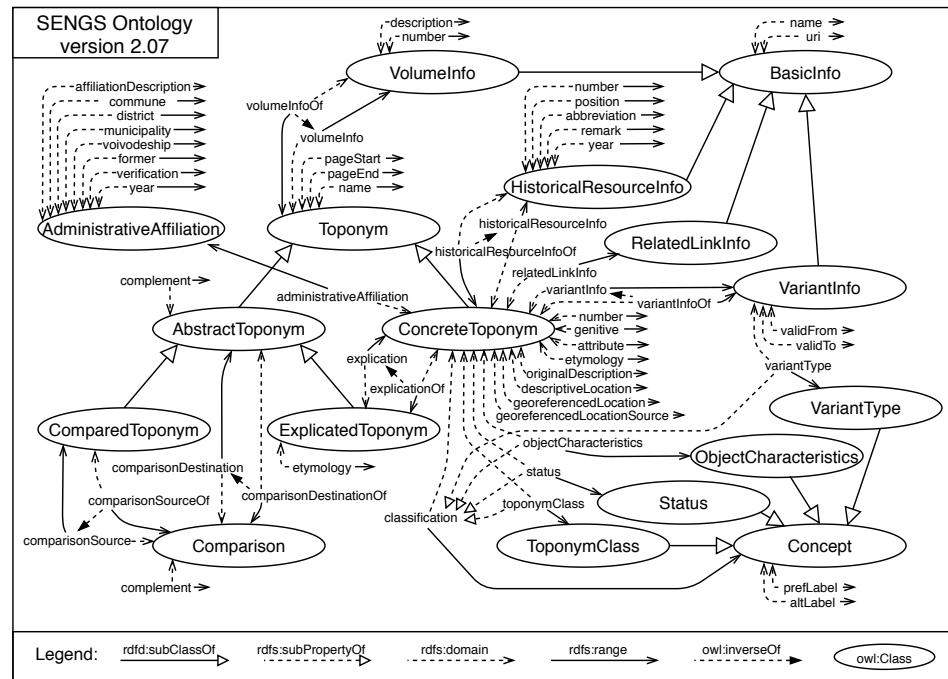 SENGS Ontology
version 2.07
description
number
VolumeInfo
name
uri
BasicInfo
affiliationDescription
commune
district
municipality
voivodeship
former
verification
year
AdministrativeAffiliation
volumeInfoOf
volumeInfo
pageStart
pageEnd
name
Toponym
number
position
abbreviation
remark
year
HistoricalResourceInfo
historicalResourceInfo
historicalResourceInfoOf
RelatedLinkInfo
relatedLinkInfo
complement
administrativeAffiliation
variantInfo
variantInfoOf
VariantInfo
AbstractToponym
ConcreteToponym
number
genitive
attribute
etymology
originalDescription
descriptiveLocation
georeferencedLocation
georeferencedLocationSource
validFrom
validTo
variantType
explication
explicationOf
VariantType
ComparedToponym
ExplicatedToponym
etymology
objectCharacteristics
ObjectCharacteristics
comparisonDestination
comparisonSourceOf
comparisonDestinationOf
status
Status
toponymClass
classification
comparisonSource
Comparison
ToponymClass
Concept
complement
prefLabel
altLabel
Legend:
rdfd:subClassOf
rdfs:subPropertyOf
rdfs:domain
rdfs:range
owl:inverseOf
owl:Class